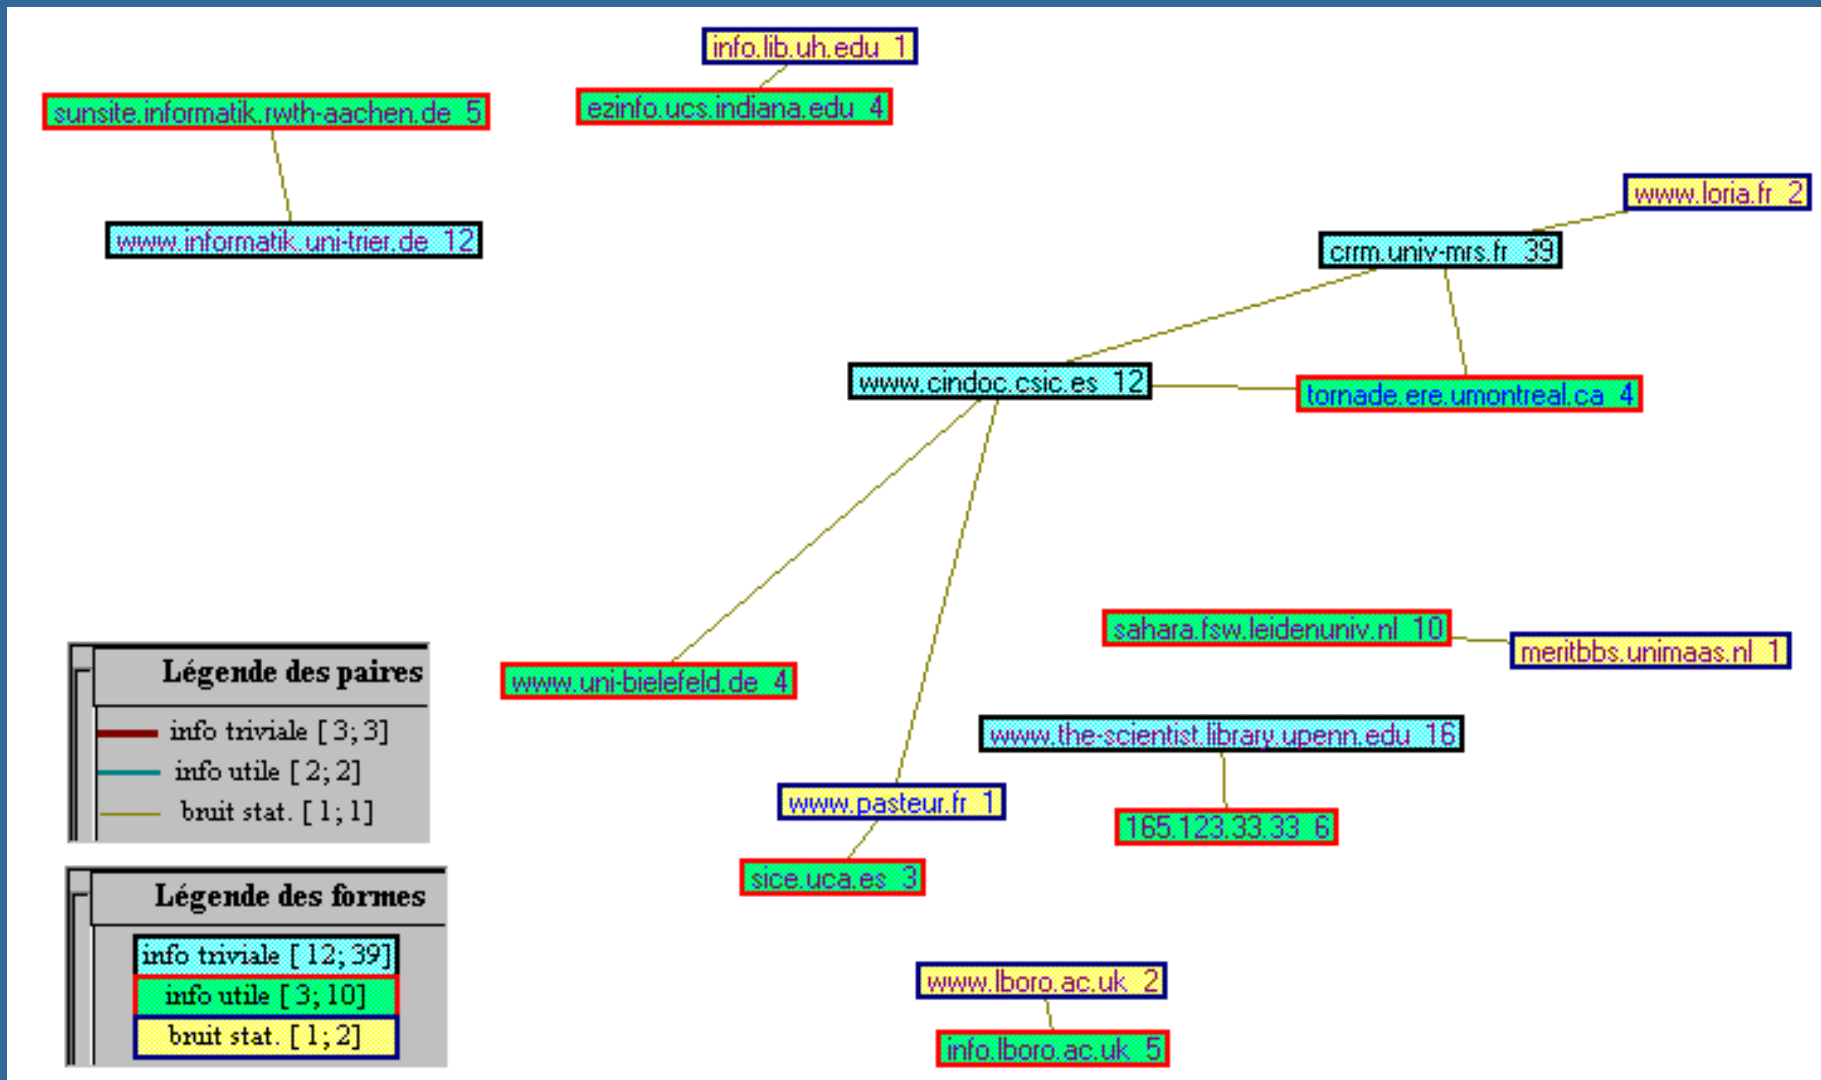 info.lib.uh.edu 1
sunsite.informatik.rwth-aachen.de 5
ezinfo.ucs.indiana.edu 4
www.loria.fr 2
www.informatik.uni-trier.de 12
crrm.univ-mrs.fr 39
www.cindoc.csic.es 12
tornade.ere.umontreal.ca 4
sahara.fsw.leidenuniv.nl 10
meritbbs.unimaas.nl 1
www.uni-bielefeld.de 4
www.the-scientist.library.upenn.edu 16
www.pasteur.fr 1
165.123.33.33 6
sice.uca.es 3
www.lboro.ac.uk 2
info.lboro.ac.uk 5
Légende des paires
info triviale [ 3; 3]
info utile [ 2; 2]
bruit stat. [ 1; 1]
Légende des formes
info triviale [ 12; 39]
info utile [ 3; 10]
bruit stat. [ 1; 2]